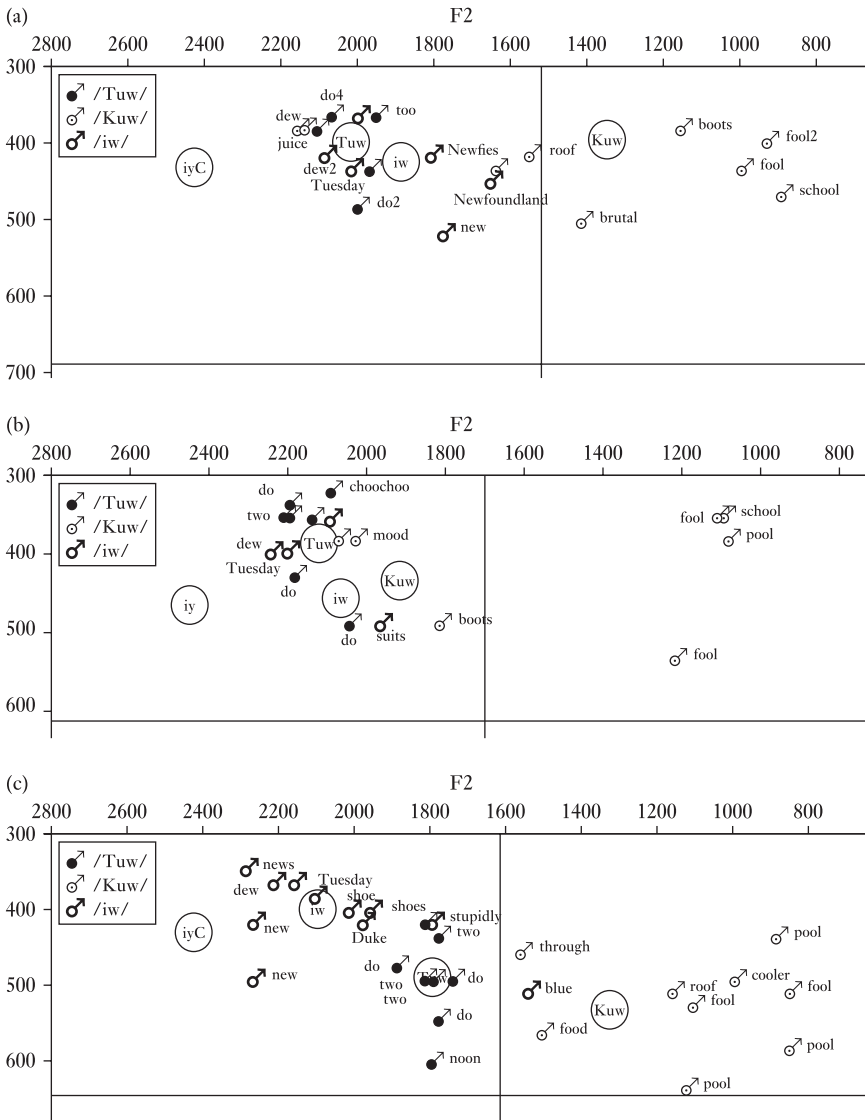 (a)
F2
2800 2600 2400 2200 2000 1800 1600 1400 1200 1000 800
300
400
500
600
700
/Tuw/
/Kuw/
/iw/
do4
dew
too
juice
boots
Tuw
Kuw
fool2
iyC
iw
Newfies
roof
dew2
fool
Tuesday
Newfoundland
school
do2
brutal
new
(b)
F2
2800 2600 2400 2200 2000 1800 1600 1400 1200 1000 800
300
400
500
600
/Tuw/
/Kuw/
/iw/
do
choochoo
two
fool
school
mood
pool
dew
Tuw
Tuesday
Kuw
do
iy
iw
boots
do
suits
fool
(c)
F2
2800 2600 2400 2200 2000 1800 1600 1400 1200 1000 800
300
400
500
600
/Tuw/
/Kuw/
/iw/
news
Tuesday
dew
shoe
iw
shoes
stupidly
new
Duke
two
iyC
pool
through
do
cooler
new
two
Tuw
do
blue
roof
fool
two
fool
Kuw
do
food
pool
noon
pool